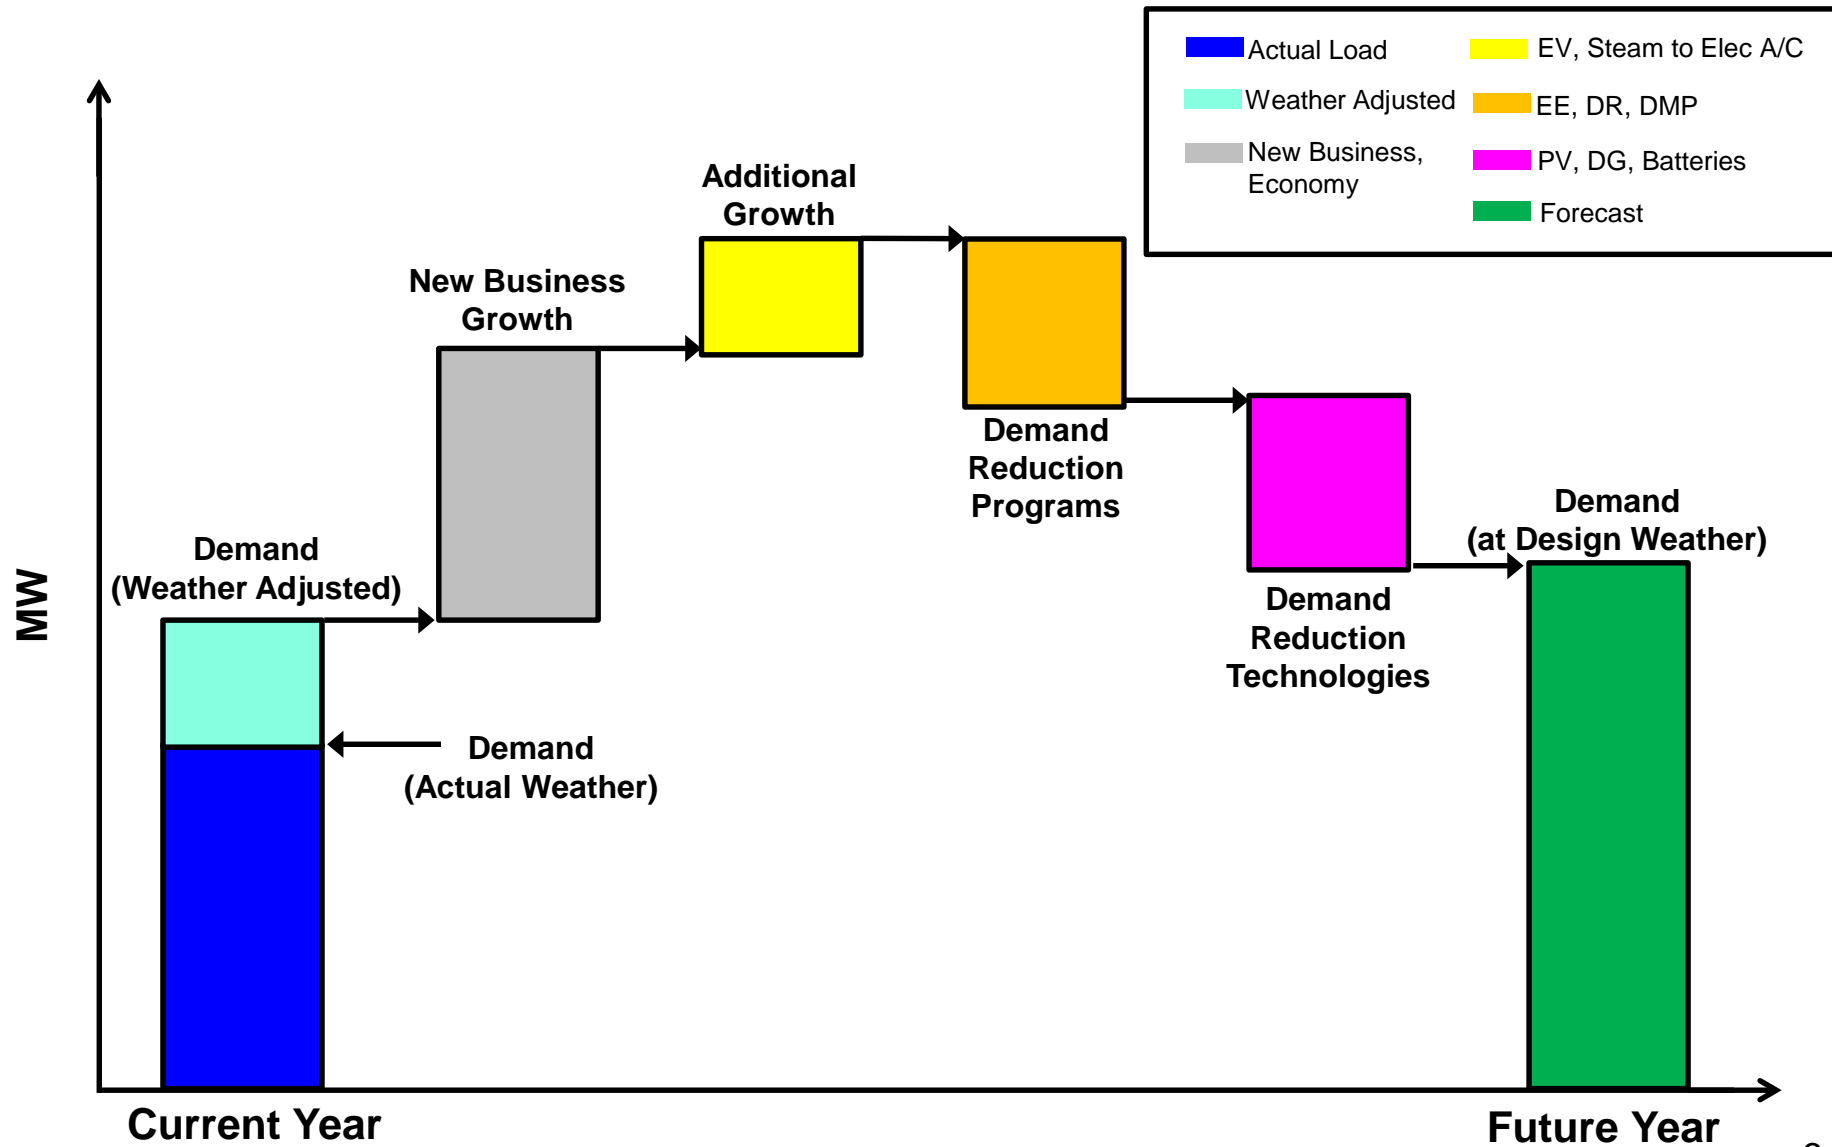 Actual Load
Weather Adjusted
New Business,
Economy
EV, Steam to Elec A/C
EE, DR, DMP
PV, DG, Batteries
Forecast
MW
Demand
(Weather Adjusted)
Demand
(Actual Weather)
New Business
Growth
Additional
Growth
Demand
Reduction
Programs
Demand
Reduction
Technologies
Demand
(at Design Weather)
Current Year
Future Year